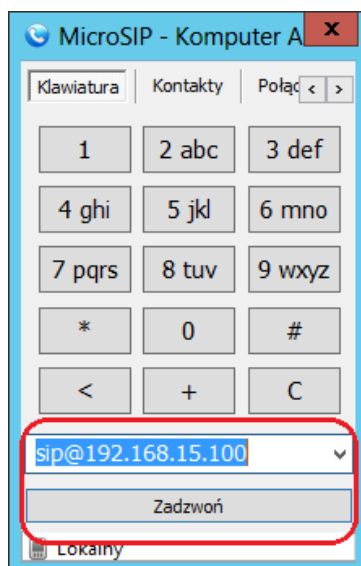 MicroSIP - Komputer A
x
Klawiatura Kontakty Połąc < >
1 2 abc 3 def
4 ghi 5 jkl 6 mno
7 pqrs 8 tuv 9 wxyz
* 0 #
< + C
sip@192.168.15.100
Zadzwoń
Lokalny